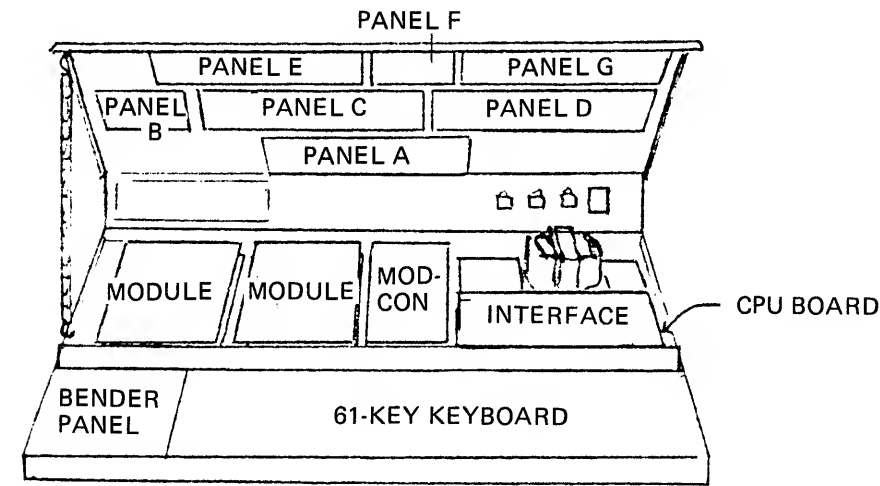 PANEL F
PANEL E
PANEL G
PANEL
B
PANEL C
PANEL D
PANEL A
MODULE
MODULE
MOD-
CON
INTERFACE
CPU BOARD
BENDER
PANEL
61-KEY KEYBOARD